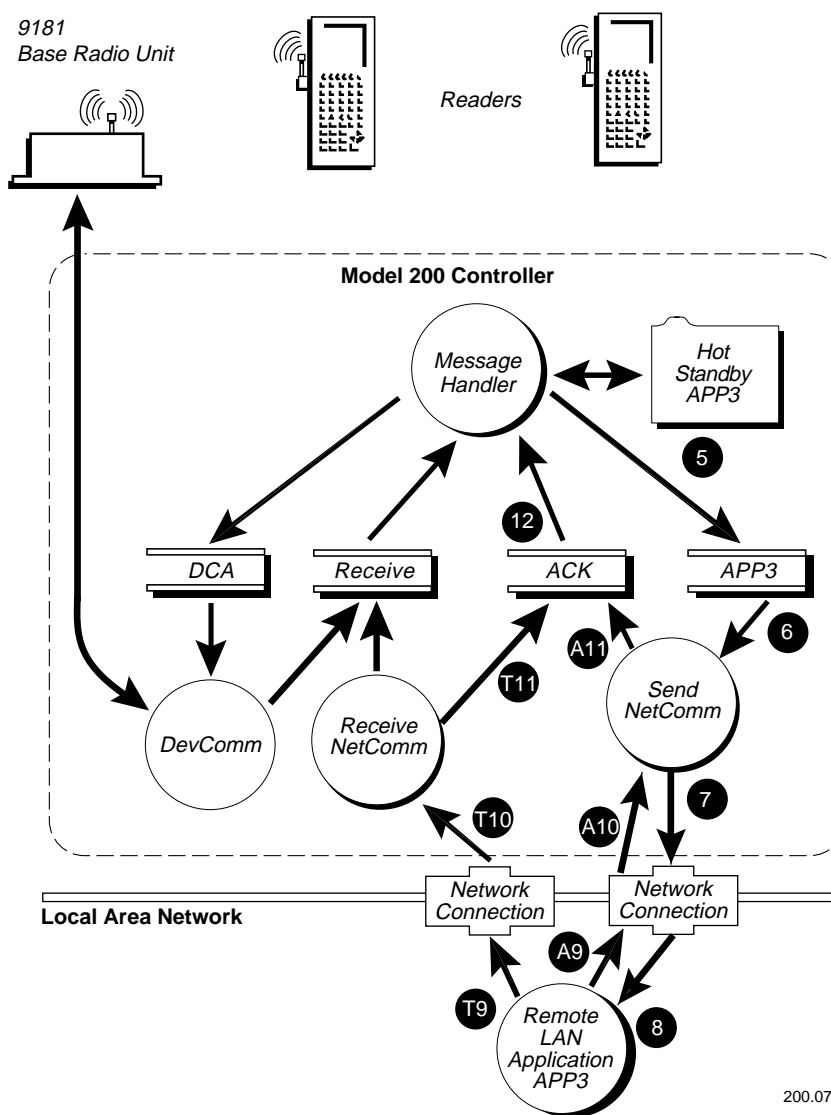 9181
Base Radio Unit
Readers
Model 200 Controller
Message
Handler
Hot
Standby
APP3
5
12
DCA
Receive
ACK
APP3
6
A11
T11
Send
NetComm
DevComm
Receive
NetComm
7
T10
A10
Network
Connection
Network
Connection
Local Area Network
A9
T9
8
Remote
LAN
Application
APP3
200.07